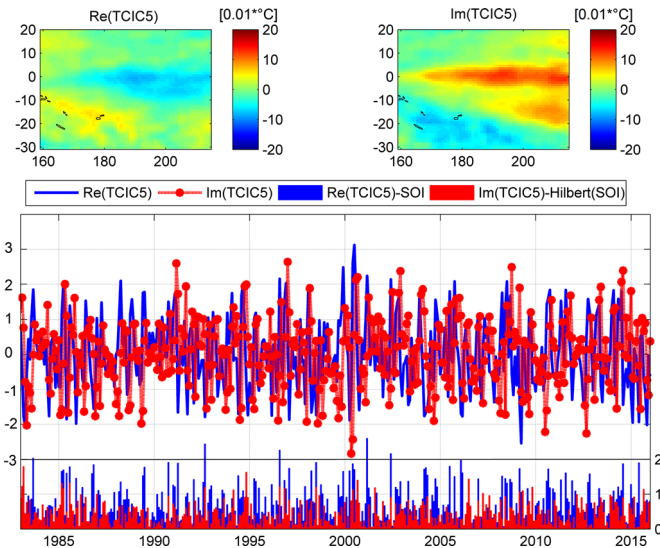 Re(TCIC5) [0.01*°C] Im(TCIC5) [0.01*°C]
20 20 20 20
10 10 10 10
0 0 0 0
-10 -10 -10 -10
-20 -20
-30 -20 -30 -20
160 180 200 160 180 200
Re(TCIC5) Im(TCIC5) Re(TCIC5)-SOI Im(TCIC5)-Hilbert(SOI)
3
2
1
0
-1
-2
-3 2
1
0
1985 1990 1995 2000 2005 2010 2015